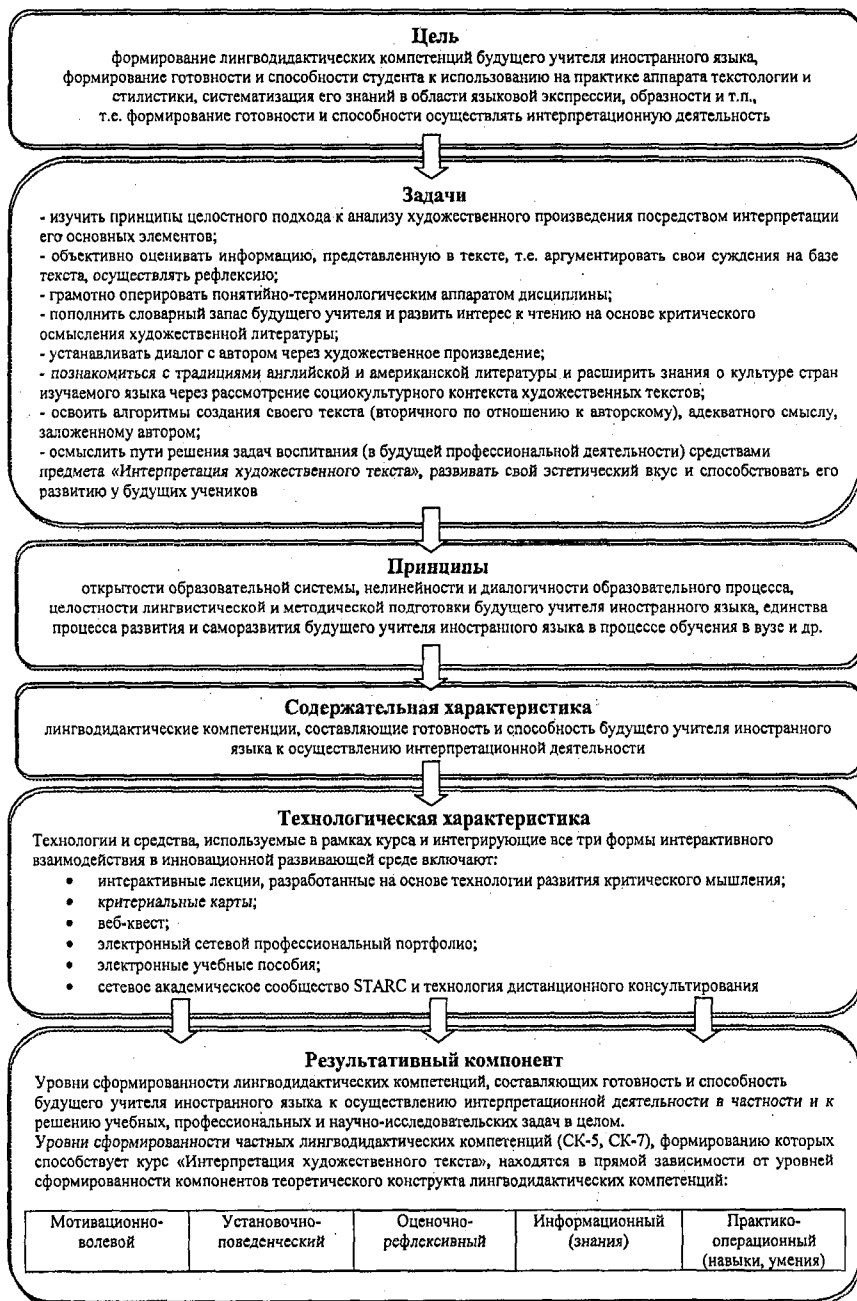 Цель
формирование лингводидактических компетенций будущего учителя иностранного языка,
формирование готовности и способности студента к использованию на практике аппарата текстологии и
стилистики, систематизация его знаний в области языковой экспрессии, образности и т.п.,
т.е. формирование готовности и способности осуществлять интерпретационную деятельность
Задачи
- изучить принципы целостного подхода к анализу художественного произведения посредством интерпретации
его основных элементов;
- объективно оценивать информацию, представленную в тексте, т.е. аргументировать свои суждения на базе
текста, осуществлять рефлексию;
- грамотно оперировать понятийно-терминологическим аппаратом дисциплины;
- пополнить словарный запас будущего учителя и развить интерес к чтению на основе критического
осмысления художественной литературы;
- устанавливать диалог с автором через художественное произведение;
- познакомиться с традициями английской и американской литературы и расширить знания о культуре стран
изучаемого языка через рассмотрение социокультурного контекста художественных текстов;
- освоить алгоритмы создания своего текста (вторичного по отношению к авторскому), адекватного смыслу,
заложенному автором;
- осмыслить пути решения задач воспитания (в будущей профессиональной деятельности) средствами
предмета «Интерпретация художественного текста», развивать свой эстетический вкус и способствовать его
развитию у будущих учеников
Принципы
открытости образовательной системы, нелинейности и диалогичности образовательного процесса,
целостности лингвистической и методической подготовки будущего учителя иностранного языка, единства
процесса развития и саморазвития будущего учителя иностранного языка в процессе обучения в вузе и др.
Содержательная характеристика
лингводидактические компетенции, составляющие готовность и способность будущего учителя иностранного
языка к осуществлению интерпретационной деятельности
Технологическая характеристика
Технологии и средства, используемые в рамках курса и интегрирующие все три формы интерактивного
взаимодействия в инновационной развивающей среде включают:
• интерактивные лекции, разработанные на основе технологии развития критического мышления;
• критериальные карты;
• веб-квест;
• электронный сетевой профессиональный портфолио;
• электронные учебные пособия;
• сетевое академическое сообщество STARC и технология дистанционного консультирования
Результативный компонент
Уровни сформированности лингводидактических компетенций, составляющих готовность и способность
будущего учителя иностранного языка к осуществлению интерпретационной деятельности в частности и к
решению учебных, профессиональных и научно-исследовательских задач в целом.
Уровни сформированности частных лингводидактических компетенций (СК-5, СК-7), формированию которых
способствует курс «Интерпретация художественного текста», находятся в прямой зависимости от уровней
сформированности компонентов теоретического конструкта лингводидактических компетенций:
Мотивационно-
волевой
Установочно-
поведенческий
Оценочно-
рефлексивный
Информационный
(знания)
Практико-
операционный
(навыки, умения)